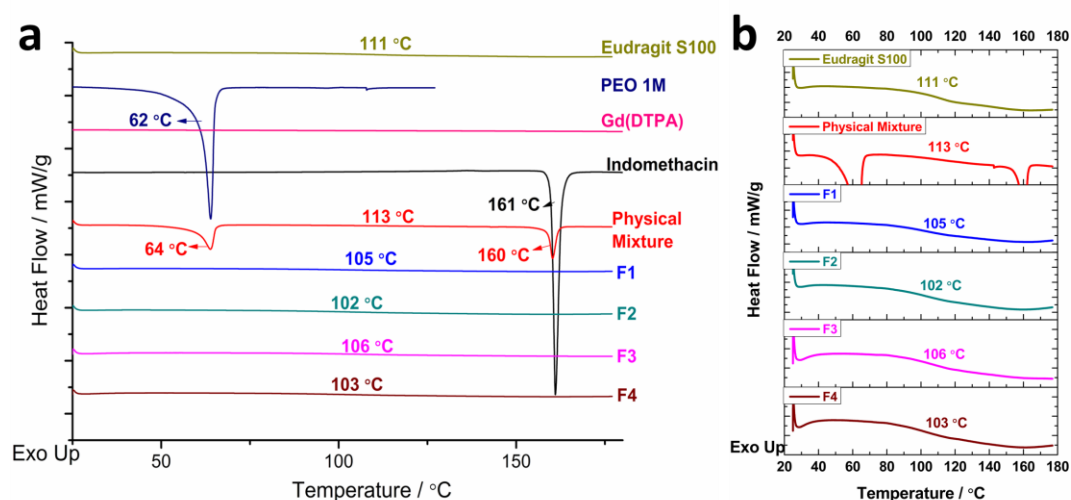 a
Heat Flow / mW/g
111 °C
Eudragit S100
PEO 1M
62 °C
Gd(DTPA)
Indomethacin
161 °C
113 °C
Physical
Mixture
64 °C
160 °C
105 °C
F1
102 °C
F2
106 °C
F3
103 °C
F4
Exo Up
50
150
Temperature / °C
b
20 40 60 80 100 120 140 160 180
Heat Flow / mW/g
Eudragit S100
111 °C
Physical Mixture
113 °C
F1
105 °C
F2
102 °C
F3
106 °C
F4
103 °C
Exo Up
20 40 60 80 100 120 140 160 180
Temperature / °C